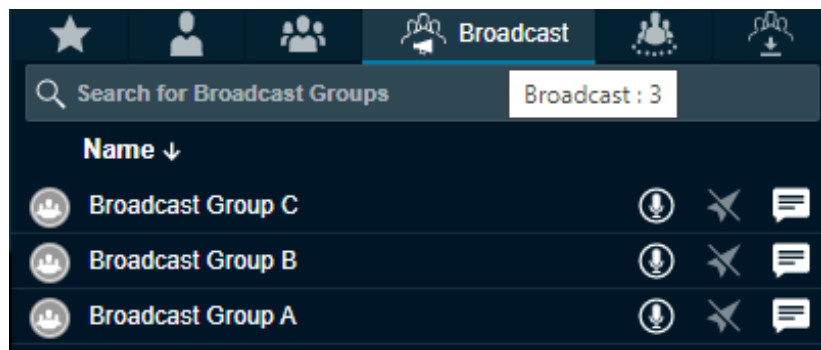 Broadcast
Search for Broadcast Groups
Broadcast : 3
Name ↓
Broadcast Group C
Broadcast Group B
Broadcast Group A